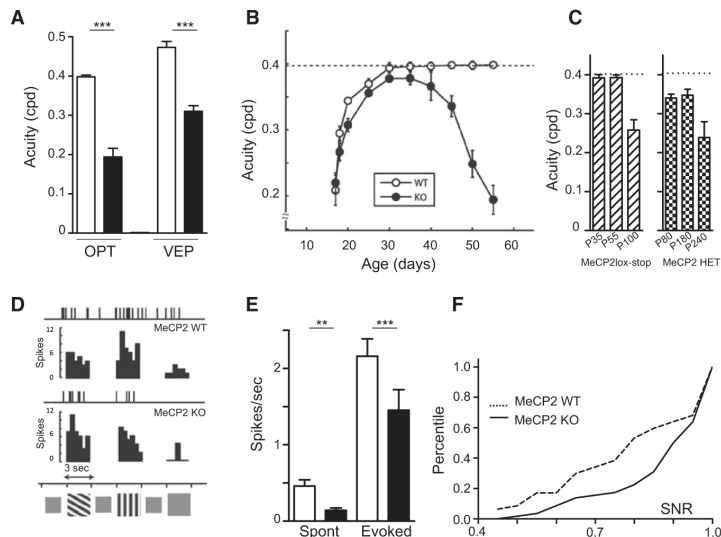 A
***
***
Acuity (cpd)
0.5
0.4
0.3
0.2
0.1
0
OPT
VEP
B
Acuity (cpd)
0.4
0.3
0.2
WT
KO
10
20
30
40
50
60
Age (days)
C
Acuity (cpd)
0.4
0.3
0.2
0.1
0
P35
P55
P100
P80
P180
P240
MeCP2lox-stop
MeCP2 HET
D
MeCP2 WT
Spikes
12
6
0
MeCP2 KO
Spikes
12
6
0
3 sec
E
**
***
Spikes/sec
2
1
0
Spont
Evoked
F
MeCP2 WT
MeCP2 KO
Percentile
1.0
0.8
0.6
0.4
0.2
0.0
0.4
0.7
1.0
SNR